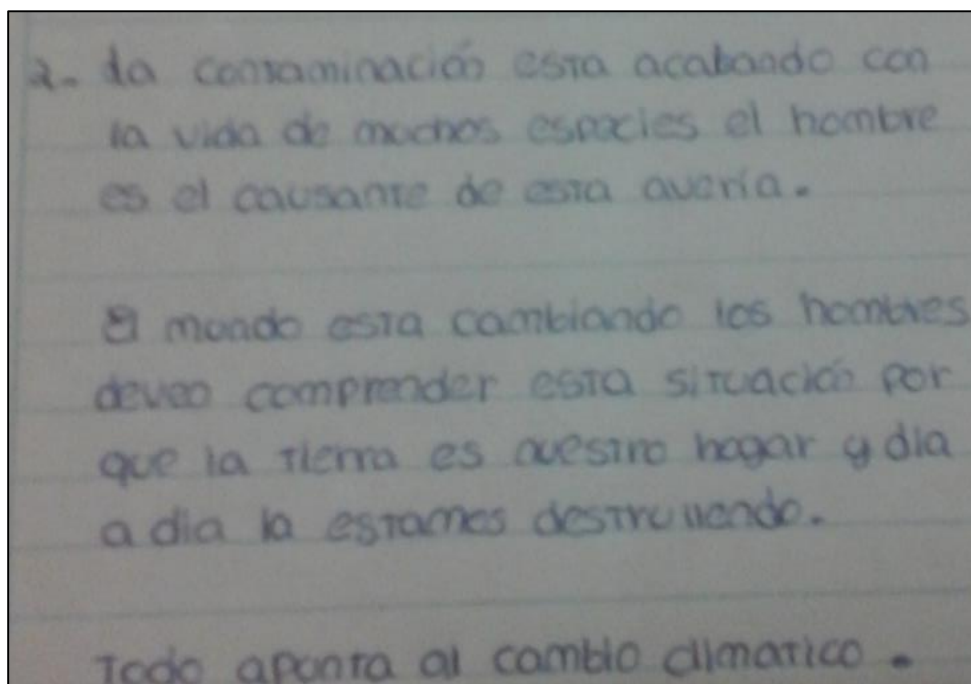 2. La contaminación esta acabando con
la vida de muchos especies el hombre
es el causante de esta avería.
El mundo esta cambiando los hombres
deven comprender esta situación por
que la tierra es nuestro hogar y dia
a dia la estamos destrullendo.
Todo apunta al cambio climatico.